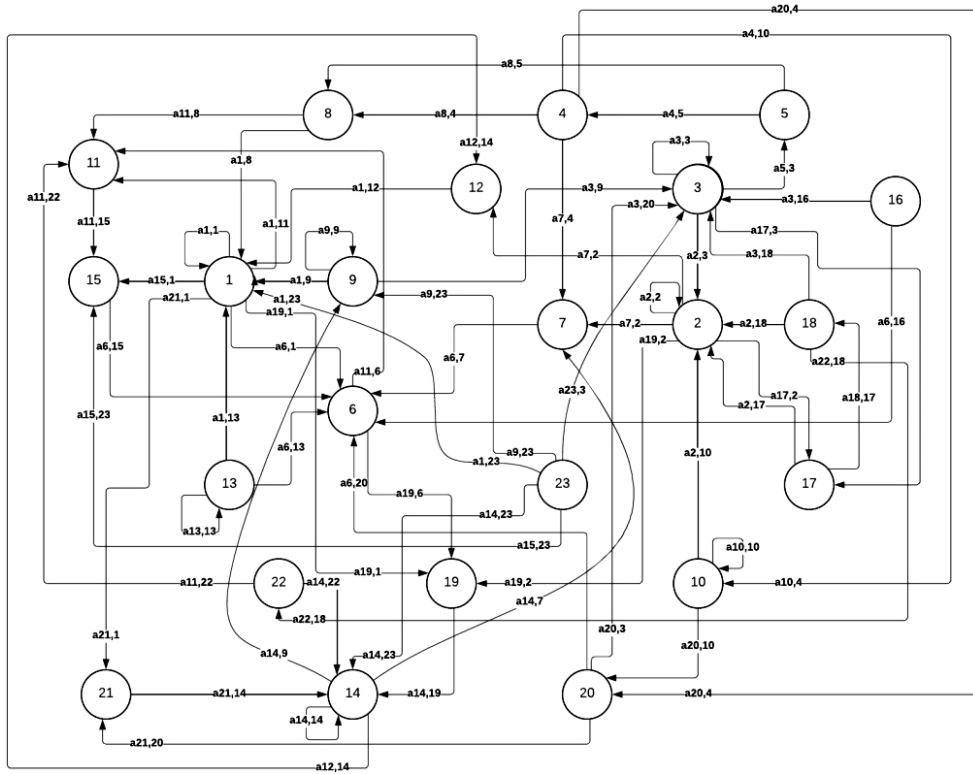 a20,4
a4,10
a8,5
8
4
5
a11,8
a8,4
a4,5
a12,14
a3,3
11
a1,8
a5,3
a11,22
a1,12
12
a3,9
3
a3,16
16
a3,20
a11,15
a1,11
a7,4
a17,3
a1,1
a9,9
a7,2
a2,3
a3,18
15
a15,1
1
a1,9
9
a21,1
a1,23
a9,23
a2,2
a19,1
7
a7,2
2
a2,18
18
a6,16
a6,15
a6,1
a19,2
a6,7
a22,18
a11,6
a23,3
a17,2
a18,17
a15,23
6
a2,17
a1,13
a6,13
a9,23
a2,10
a1,23
13
a6,20
a19,6
23
17
a14,23
a13,13
a15,23
a10,10
a19,1
a11,22
22
a14,22
19
a19,2
10
a10,4
a14,7
a22,18
a20,3
a21,1
a20,10
a14,9
a14,23
21
a21,14
14
a14,19
20
a20,4
a14,14
a21,20
a12,14